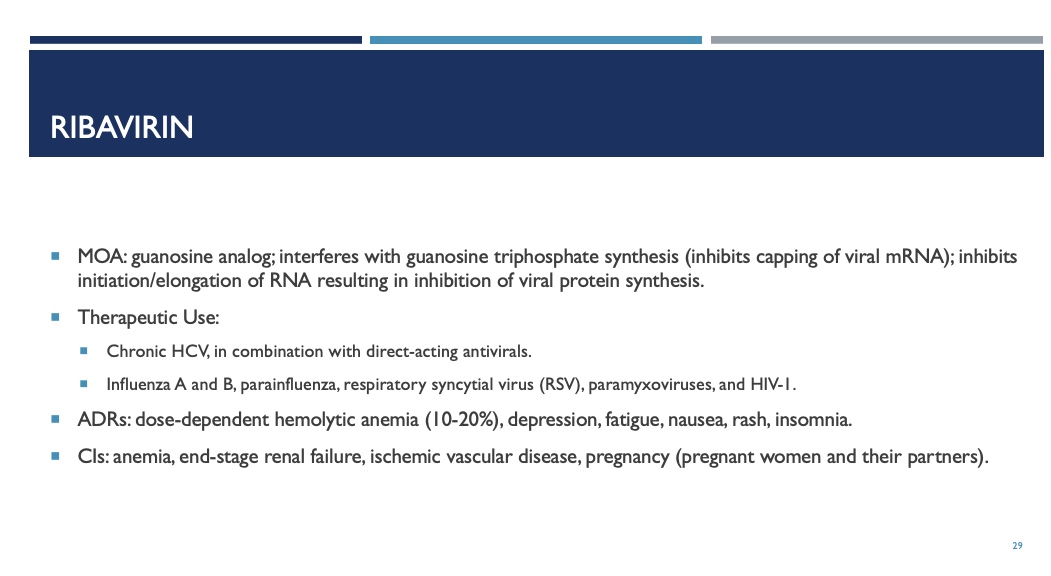 RIBAVIRIN
MOA: guanosine analog; interferes with guanosine triphosphate synthesis (inhibits capping of viral mRNA); inhibits
initiation/elongation of RNA resulting in inhibition of viral protein synthesis.
Therapeutic Use:
Chronic HCV, in combination with direct-acting antivirals.
Influenza A and B, parainfluenza, respiratory syncytial virus (RSV), paramyxoviruses, and HIV-1.
ADRs: dose-dependent hemolytic anemia (10-20%), depression, fatigue, nausea, rash, insomnia.
CIs: anemia, end-stage renal failure, ischemic vascular disease, pregnancy (pregnant women and their partners).
29